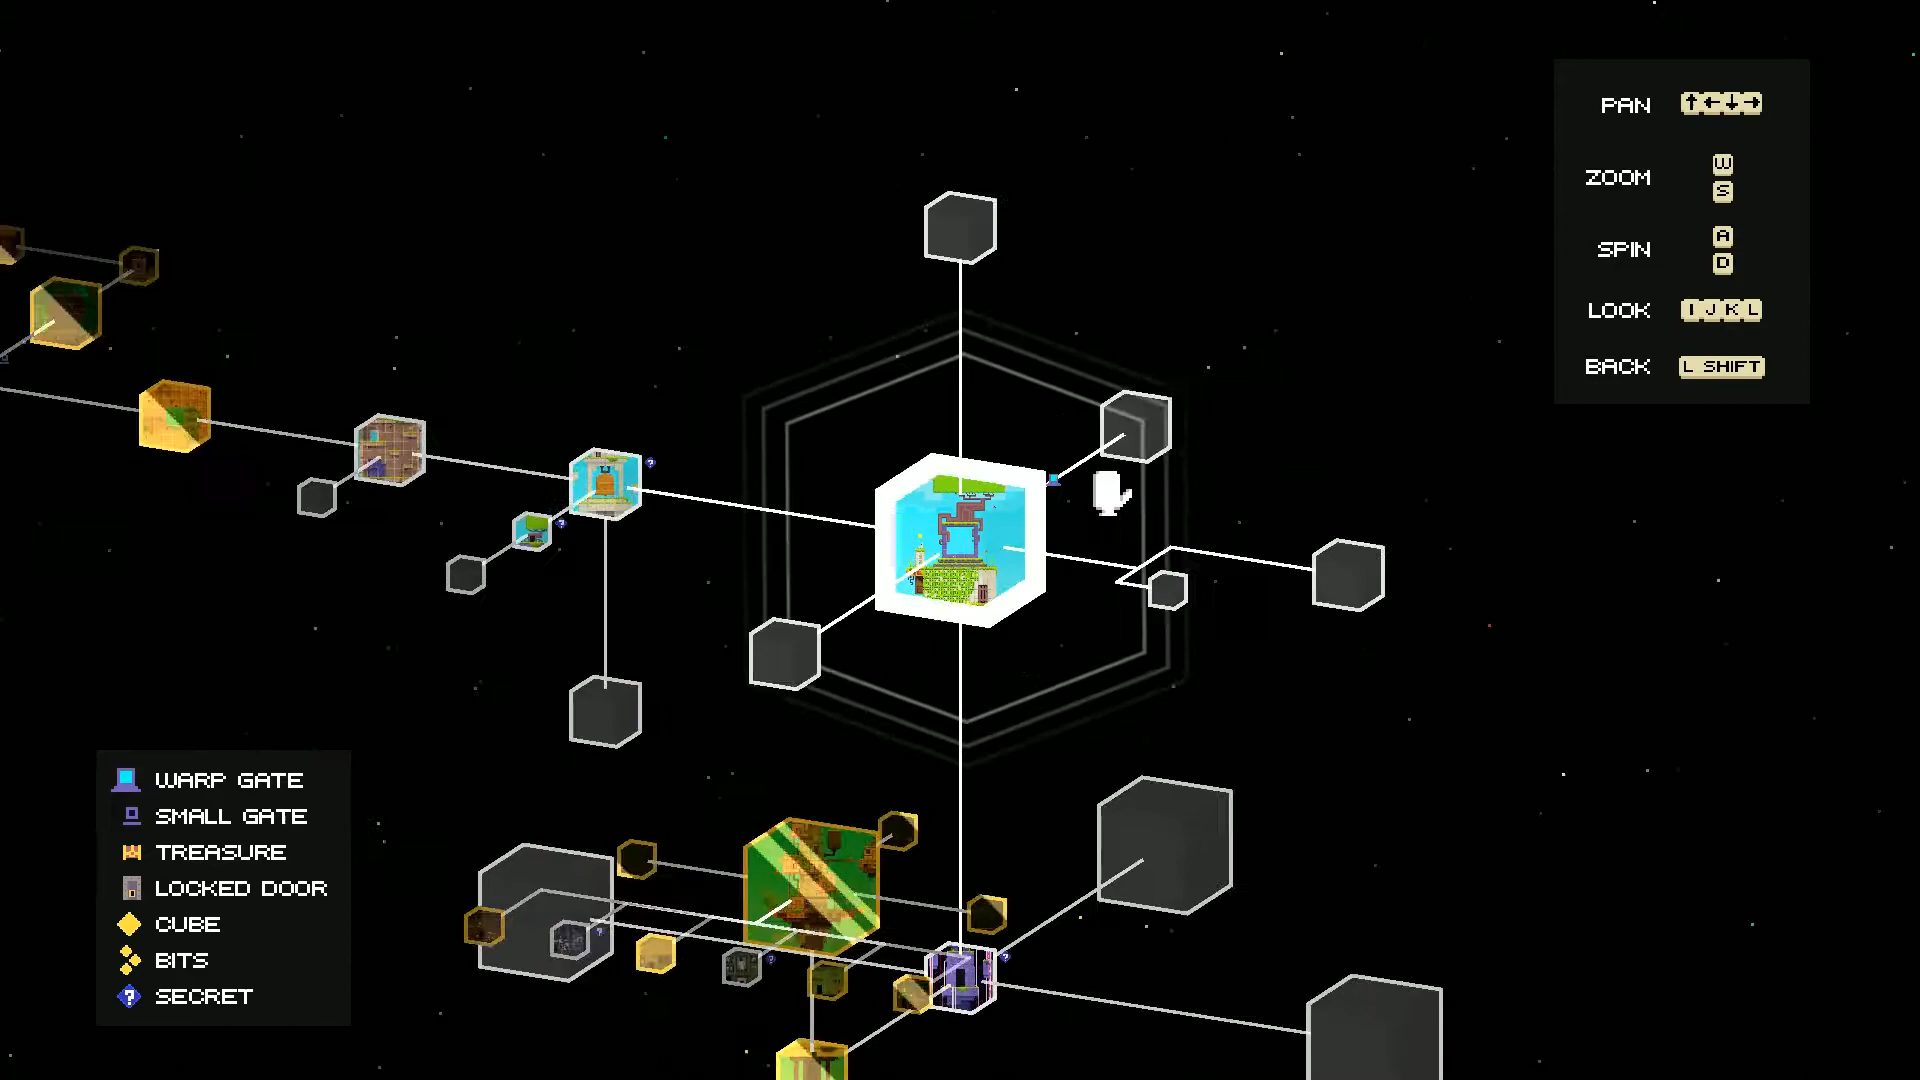 PAN ↑←↓→
ZOOM W
S
SPIN A
D
LOOK I J K L
BACK L SHIFT
WARP GATE
SMALL GATE
TREASURE
LOCKED DOOR
CUBE
BITS
? SECRET